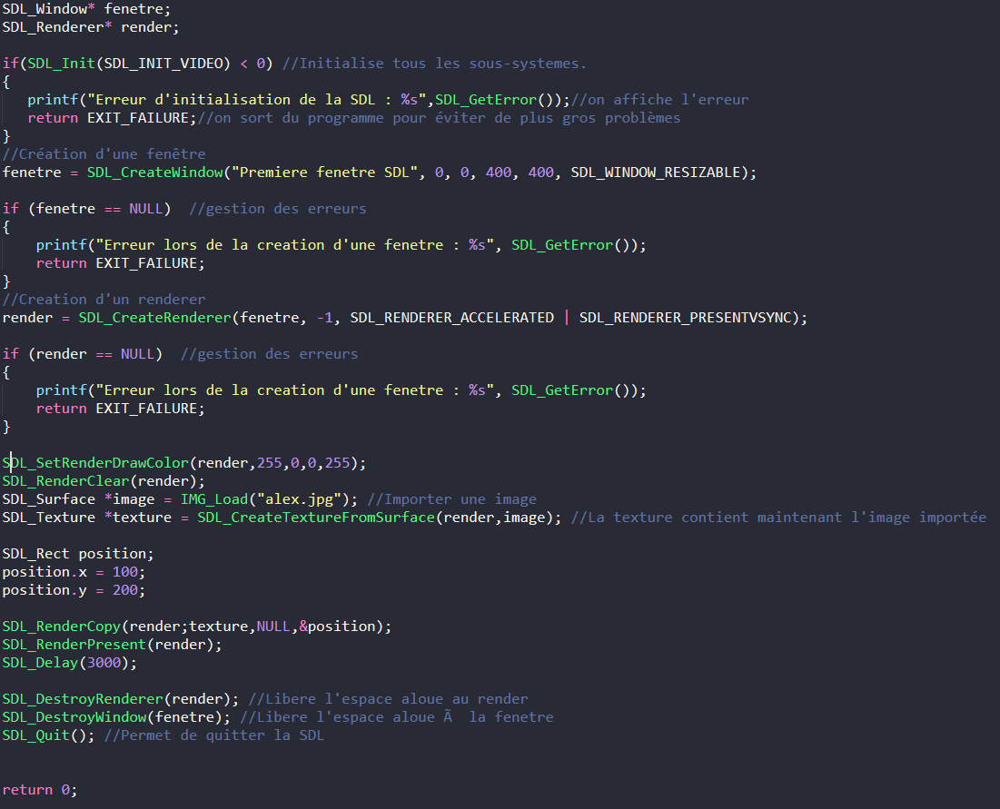 SDL_Window* fenetre;
SDL_Renderer* render;
if(SDL_Init(SDL_INIT_VIDEO) < 0) //Initialise tous les sous-systemes.
{
printf("Erreur d'initialisation de la SDL : %s",SDL_GetError());//on affiche l'erreur
return EXIT_FAILURE;//on sort du programme pour éviter de plus gros problèmes
}
//Création d'une fenêtre
fenetre = SDL_CreateWindow("Premiere fenetre SDL", 0, 0, 400, 400, SDL_WINDOW_RESIZABLE);
if (fenetre == NULL)  //gestion des erreurs
{
printf("Erreur lors de la creation d'une fenetre : %s", SDL_GetError());
return EXIT_FAILURE;
}
//Creation d'un renderer
render = SDL_CreateRenderer(fenetre, -1, SDL_RENDERER_ACCELERATED | SDL_RENDERER_PRESENTVSYNC);
if (render == NULL)  //gestion des erreurs
{
printf("Erreur lors de la creation d'une fenetre : %s", SDL_GetError());
return EXIT_FAILURE;
}
SDL_SetRenderDrawColor(render,255,0,0,255);
SDL_RenderClear(render);
SDL_Surface *image = IMG_Load("alex.jpg"); //Importer une image
SDL_Texture *texture = SDL_CreateTextureFromSurface(render,image); //La texture contient maintenant l'image importée
SDL_Rect position;
position.x = 100;
position.y = 200;
SDL_RenderCopy(render;texture,NULL,&position);
SDL_RenderPresent(render);
SDL_Delay(3000);
SDL_DestroyRenderer(render); //Libere l'espace aloue au render
SDL_DestroyWindow(fenetre); //Libere l'espace aloue Ã  la fenetre
SDL_Quit(); //Permet de quitter la SDL
return 0;